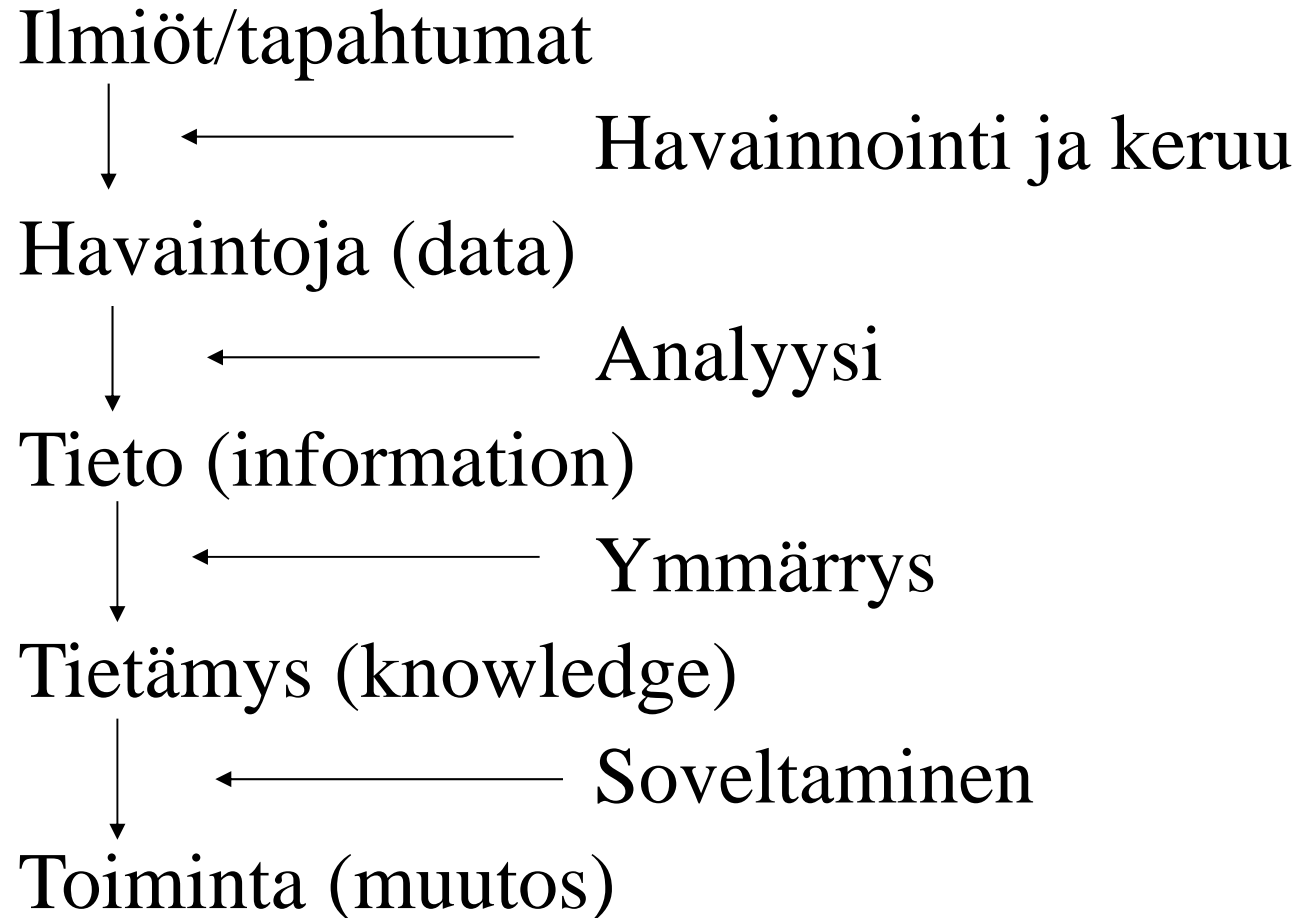 Ilmiöt/tapahtumat
Havainnointi ja keruu
Havaintoja (data)
Analyysi
Tieto (information)
Ymmärrys
Tietämys (knowledge)
Soveltaminen
Toiminta (muutos)